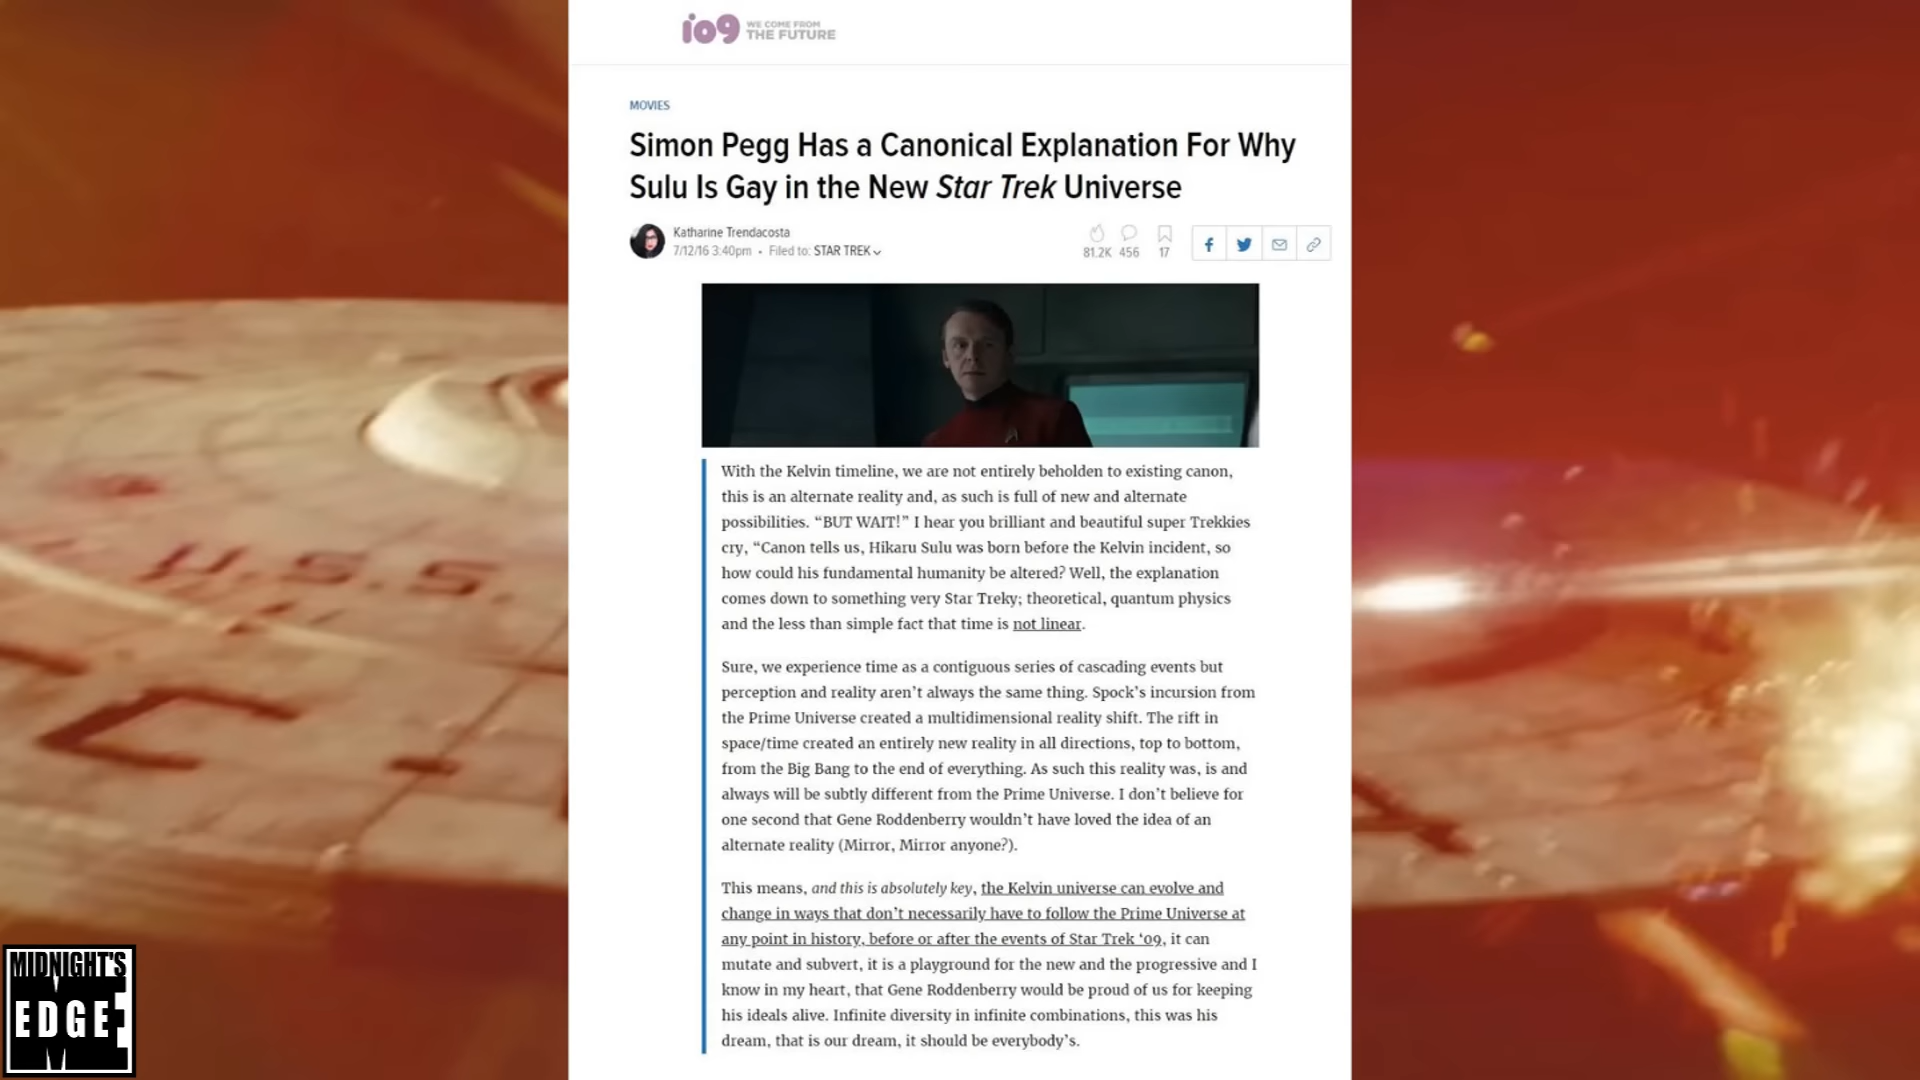 io9 WE COME FROM
THE FUTURE
MOVIES
Simon Pegg Has a Canonical Explanation For Why
Sulu Is Gay in the New Star Trek Universe
Katharine Trendacosta
7/12/16 3:40pm • Filed to: STAR TREK
81.2K 456 17
With the Kelvin timeline, we are not entirely beholden to existing canon,
this is an alternate reality and, as such is full of new and alternate
possibilities. “BUT WAIT!” I hear you brilliant and beautiful super Trekkies
cry, “Canon tells us, Hikaru Sulu was born before the Kelvin incident, so
how could his fundamental humanity be altered? Well, the explanation
comes down to something very Star Treky; theoretical, quantum physics
and the less than simple fact that time is not linear.
Sure, we experience time as a contiguous series of cascading events but
perception and reality aren’t always the same thing. Spock’s incursion from
the Prime Universe created a multidimensional reality shift. The rift in
space/time created an entirely new reality in all directions, top to bottom,
from the Big Bang to the end of everything. As such this reality was, is and
always will be subtly different from the Prime Universe. I don’t believe for
one second that Gene Roddenberry wouldn’t have loved the idea of an
alternate reality (Mirror, Mirror anyone?).
This means, and this is absolutely key, the Kelvin universe can evolve and
change in ways that don’t necessarily have to follow the Prime Universe at
any point in history, before or after the events of Star Trek ‘09, it can
mutate and subvert, it is a playground for the new and the progressive and I
know in my heart, that Gene Roddenberry would be proud of us for keeping
his ideals alive. Infinite diversity in infinite combinations, this was his
dream, that is our dream, it should be everybody’s.
U.S.S.
C.
A
MIDNIGHT'S
EDGE